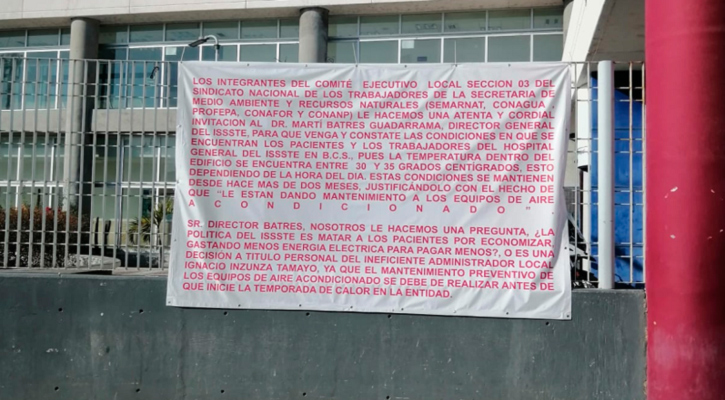 LOS INTEGRANTES DEL COMITÉ EJECUTIVO LOCAL SECCION 03 DEL
SINDICATO NACIONAL DE LOS TRABAJADORES DE LA SECRETARIA DE
MEDIO AMBIENTE Y RECURSOS NATURALES (SEMARNAT, CONAGUA ,
PROFEPA, CONAFOR Y CONANP) LE HACEMOS UNA ATENTA Y CORDIAL
INVITACION AL DR. MARTÍ BATRES GUADARRAMA, DIRECTOR GENERAL
DEL ISSSTE, PARA QUE VENGA Y CONSTATE LAS CONDICIONES EN QUE SE
ENCUENTRAN LOS PACIENTES Y LOS TRABAJADORES DEL HOSPITAL
GENERAL DEL ISSSTE EN B.C.S., PUES LA TEMPERATURA DENTRO DEL
EDIFICIO SE ENCUENTRA ENTRE 30 Y 35 GRADOS CENTÍGRADOS, ESTO
DEPENDIENDO DE LA HORA DEL DIA. ESTAS CONDICIONES SE MANTIENEN
DESDE HACE MAS DE DOS MESES, JUSTIFICÁNDOLO CON EL HECHO DE
QUE "LE ESTAN DANDO MANTENIMIENTO A LOS EQUIPOS DE AIRE
A C O N D I C I O N A D O " .
SR. DIRECTOR BATRES, NOSOTROS LE HACEMOS UNA PREGUNTA, ¿LA
POLITICA DEL ISSSTE ES MATAR A LOS PACIENTES POR ECONOMIZAR,
GASTANDO MENOS ENERGIA ELECTRICA PARA PAGAR MENOS?, O ES UNA
DECISION A TITULO PERSONAL DEL INEFICIENTE ADMINISTRADOR LOCAL
IGNACIO INZUNZA TAMAYO, YA QUE EL MANTENIMIENTO PREVENTIVO DE
LOS EQUIPOS DE AIRE ACONDICIONADO SE DEBE DE REALIZAR ANTES DE
QUE INICIE LA TEMPORADA DE CALOR EN LA ENTIDAD.